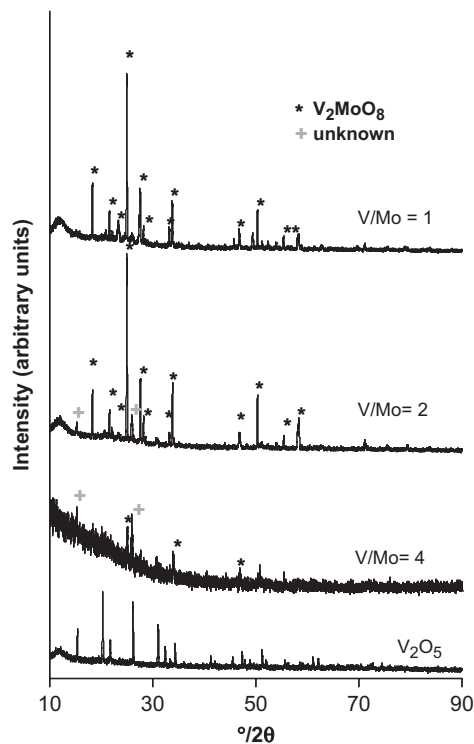 * V₂MoO₈
+ unknown
V/Mo = 1
V/Mo= 2
V/Mo= 4
V₂O₅
Intensity (arbitrary units)
10 30 50 70 90
°/2θ